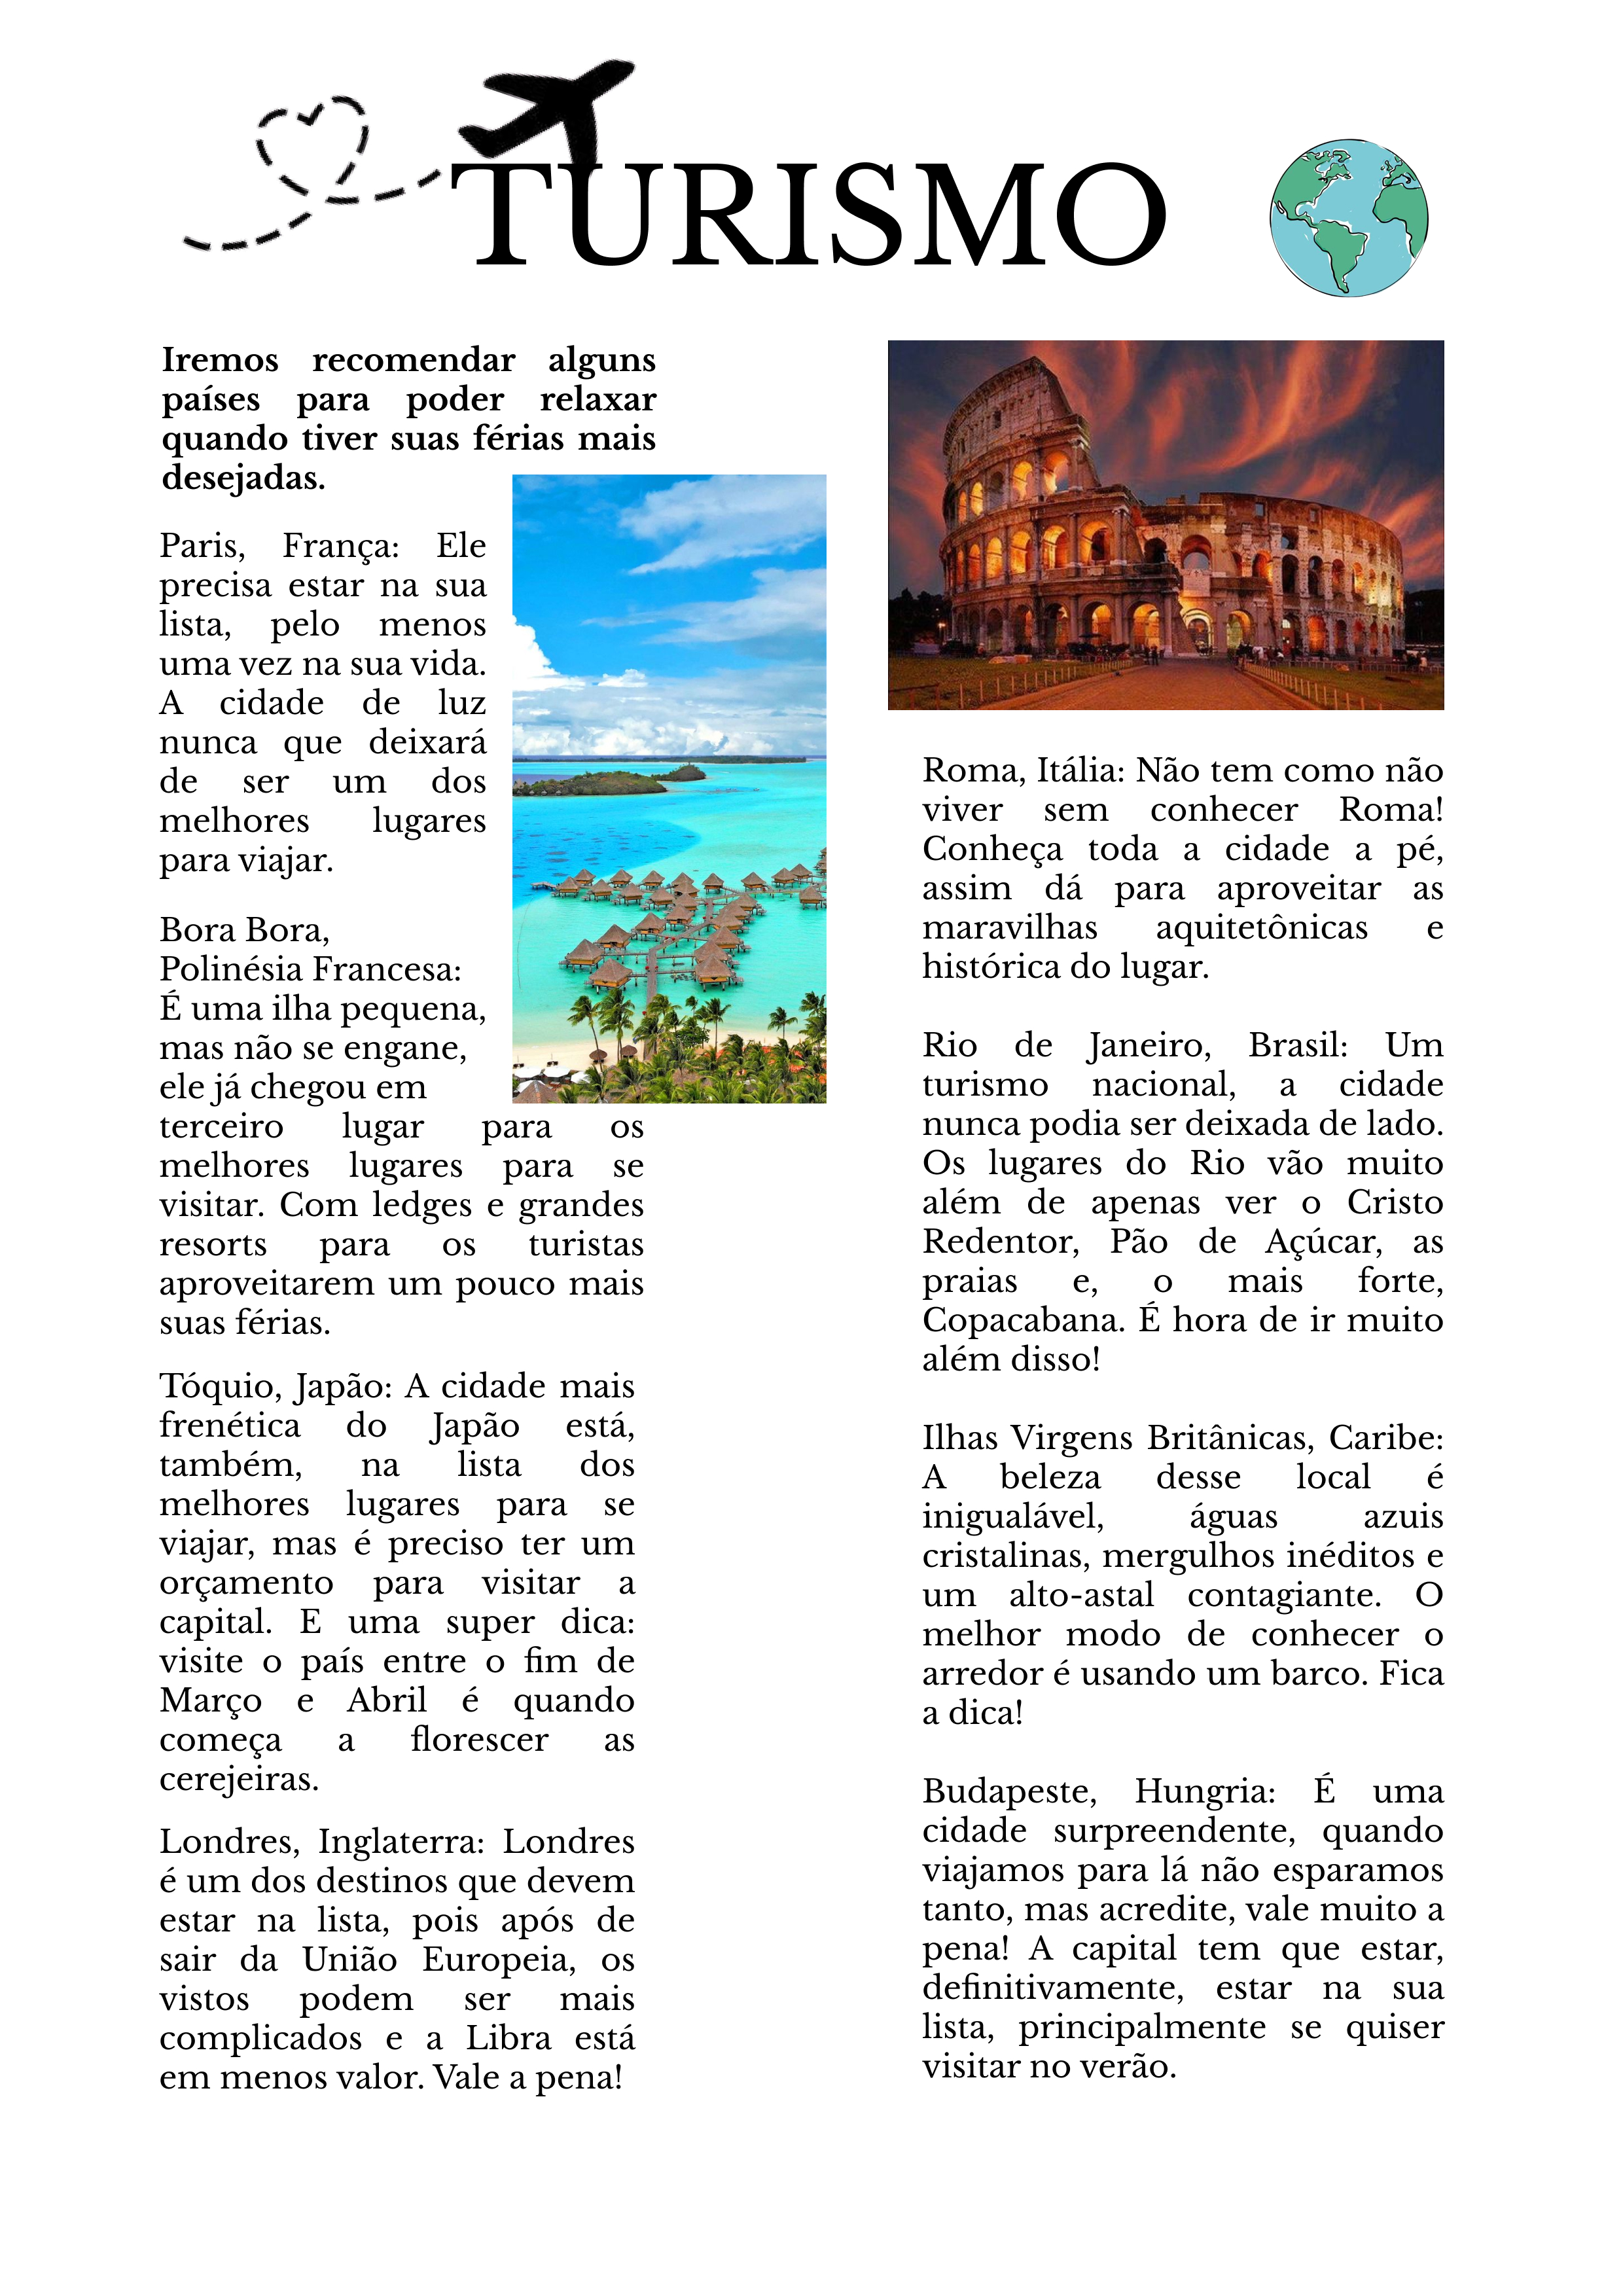 TURISMO
Iremos recomendar alguns
países para poder relaxar
quando tiver suas férias mais
desejadas.
Paris, França: Ele
precisa estar na sua
lista, pelo menos
uma vez na sua vida.
A cidade de luz
nunca que deixará
de ser um dos
melhores lugares
para viajar.
Bora Bora,
Polinésia Francesa:
É uma ilha pequena,
mas não se engane,
ele já chegou em
terceiro lugar para os
melhores lugares para se
visitar. Com ledges e grandes
resorts para os turistas
aproveitarem um pouco mais
suas férias.
Tóquio, Japão: A cidade mais
frenética do Japão está,
também, na lista dos
melhores lugares para se
viajar, mas é preciso ter um
orçamento para visitar a
capital. E uma super dica:
visite o país entre o fim de
Março e Abril é quando
começa a florescer as
cerejeiras.
Londres, Inglaterra: Londres
é um dos destinos que devem
estar na lista, pois após de
sair da União Europeia, os
vistos podem ser mais
complicados e a Libra está
em menos valor. Vale a pena!
Roma, Itália: Não tem como não
viver sem conhecer Roma!
Conheça toda a cidade a pé,
assim dá para aproveitar as
maravilhas aquitetônicas e
histórica do lugar.
Rio de Janeiro, Brasil: Um
turismo nacional, a cidade
nunca podia ser deixada de lado.
Os lugares do Rio vão muito
além de apenas ver o Cristo
Redentor, Pão de Açúcar, as
praias e, o mais forte,
Copacabana. É hora de ir muito
além disso!
Ilhas Virgens Britânicas, Caribe:
A beleza desse local é
inigualável, águas azuis
cristalinas, mergulhos inéditos e
um alto-astal contagiante. O
melhor modo de conhecer o
arredor é usando um barco. Fica
a dica!
Budapeste, Hungria: É uma
cidade surpreendente, quando
viajamos para lá não esparamos
tanto, mas acredite, vale muito a
pena! A capital tem que estar,
definitivamente, estar na sua
lista, principalmente se quiser
visitar no verão.